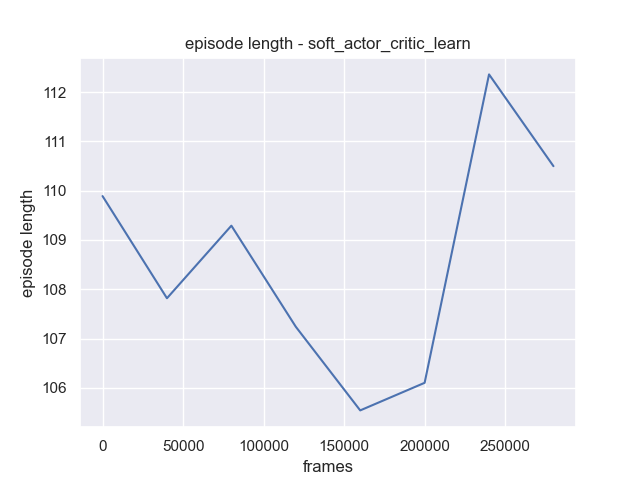 episode length - soft_actor_critic_learn
112
111
110
109
108
107
106
episode length
0 50000 100000 150000 200000 250000
frames